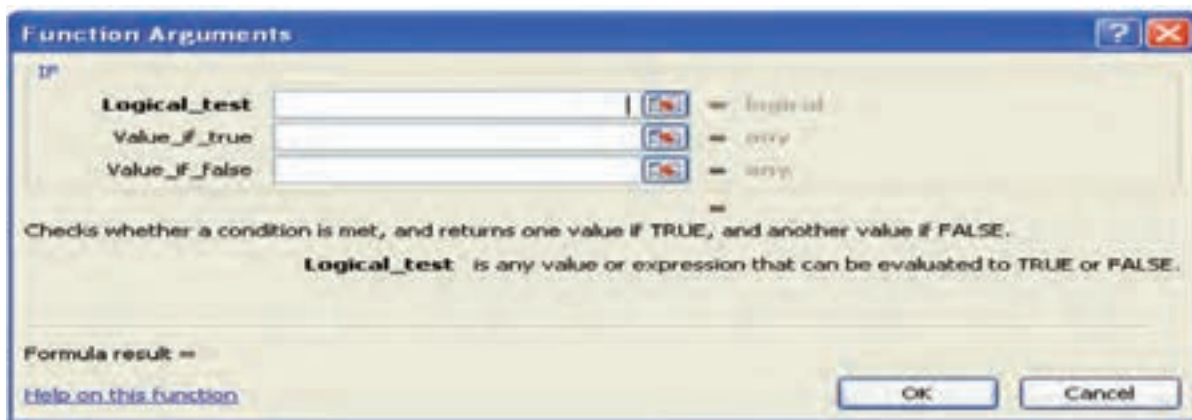 Function Arguments
IF
Logical_test = logical
Value_if_true = any
Value_if_false = any
=
Checks whether a condition is met, and returns one value if TRUE, and another value if FALSE.
Logical_test is any value or expression that can be evaluated to TRUE or FALSE.
Formula result =
Help on this function OK Cancel